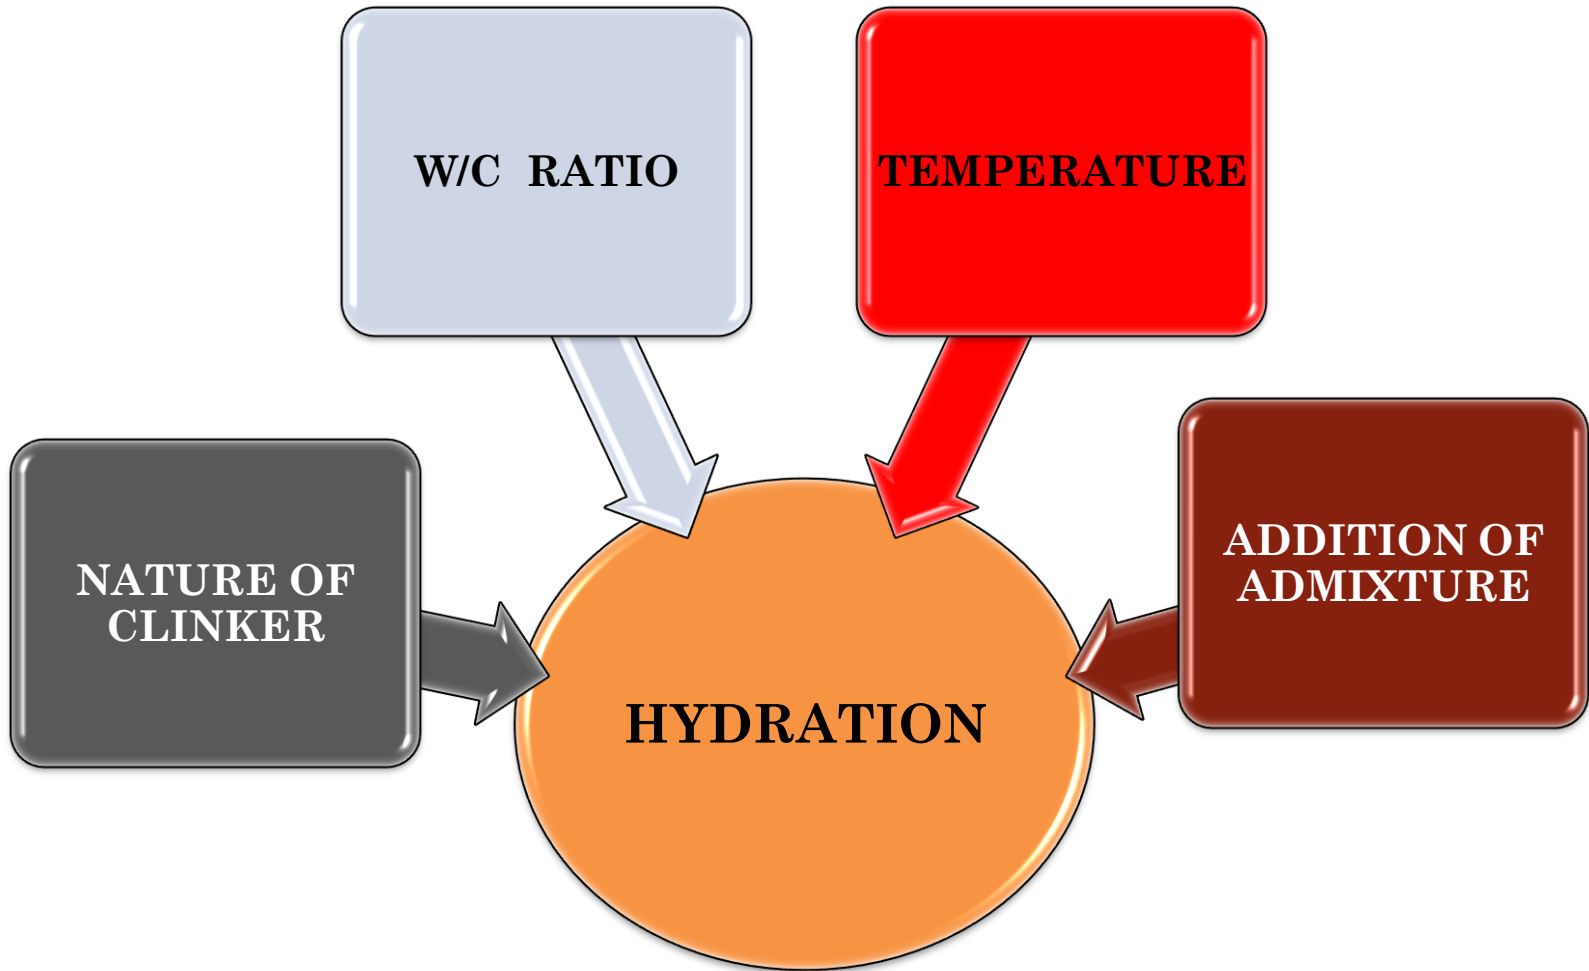 W/C  RATIO
TEMPERATURE
NATURE OF
CLINKER
ADDITION OF
ADMIXTURE
HYDRATION